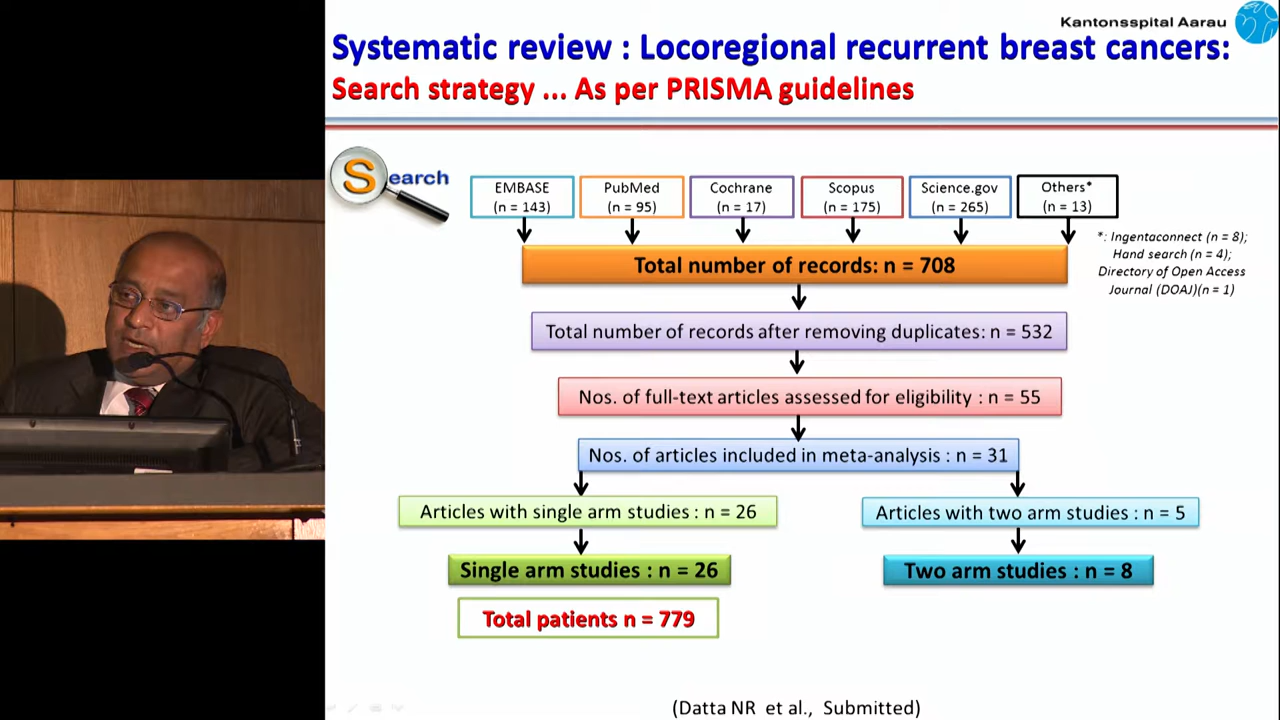 Kantonsspital Aarau
Systematic review : Locoregional recurrent breast cancers:
Search strategy ... As per PRISMA guidelines
Search
EMBASE
(n = 143)
PubMed
(n = 95)
Cochrane
(n = 17)
Scopus
(n = 175)
Science.gov
(n = 265)
Others*
(n = 13)
*: Ingentaconnect (n = 8);
Hand search (n = 4);
Directory of Open Access
Journal (DOAJ)(n = 1)
Total number of records: n = 708
Total number of records after removing duplicates: n = 532
Nos. of full-text articles assessed for eligibility : n = 55
Nos. of articles included in meta-analysis : n = 31
Articles with single arm studies : n = 26
Articles with two arm studies : n = 5
Single arm studies : n = 26
Two arm studies : n = 8
Total patients n = 779
(Datta NR et al., Submitted)